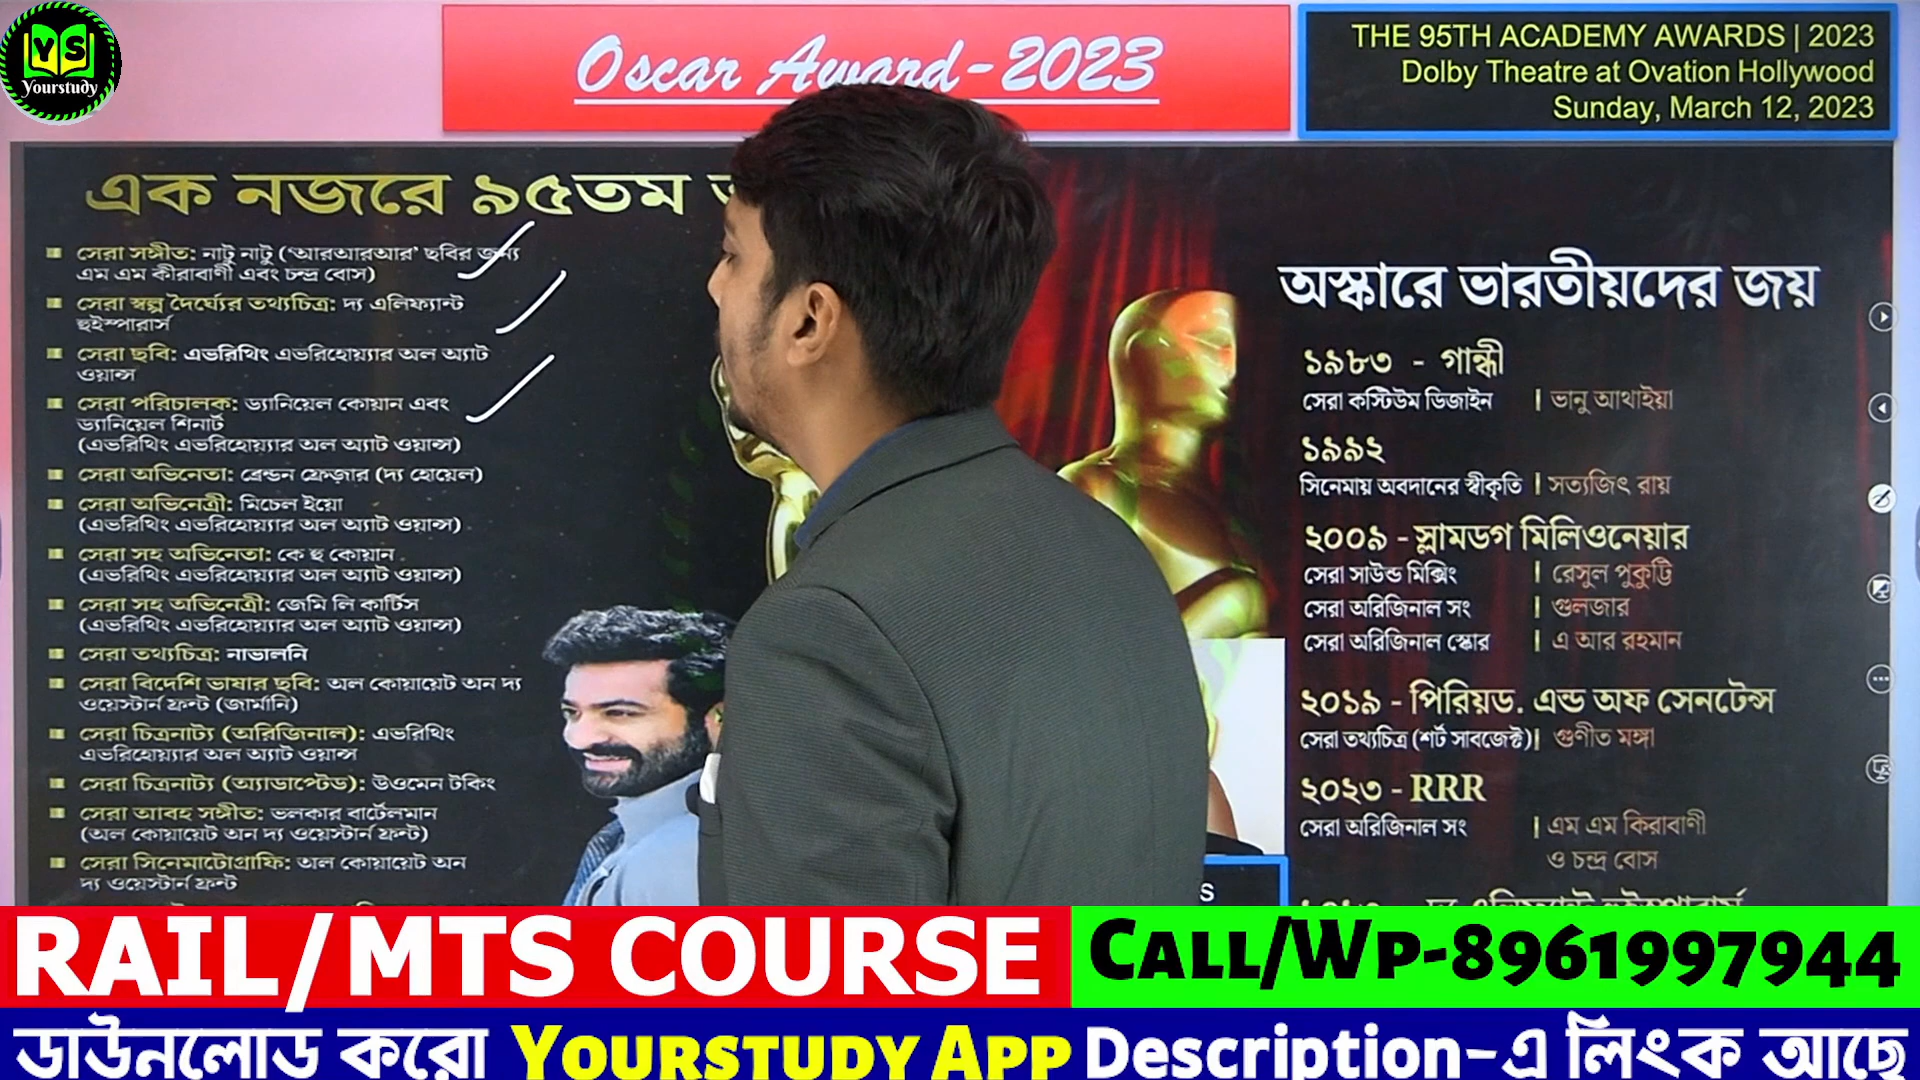 YS
Yourstudy
Oscar Award-2023
THE 95TH ACADEMY AWARDS | 2023
Dolby Theatre at Ovation Hollywood
Sunday, March 12, 2023
এক নজরে ৯৫তম
সেরা সঙ্গীত: নাটু নাটু ('আরআরআর' ছবির জন্য
এম এম কীরাবাণী এবং চন্দ্র বোস)
সেরা স্বল্প দৈর্ঘ্যের তথ্যচিত্র: দ্য এলিফ্যান্ট
হুইস্পারার্স
সেরা ছবি: এভরিথিং এভরিহোয়্যার অল অ্যাট
ওয়ান্স
সেরা পরিচালক: ড্যানিয়েল কোয়ান এবং
ড্যানিয়েল শিনার্ট
(এভরিথিং এভরিহোয়্যার অল অ্যাট ওয়ান্স)
সেরা অভিনেতা: ব্রেন্ডন ফ্রেজার (দ্য হোয়েল)
সেরা অভিনেত্রী: মিচেল ইয়ো
(এভরিথিং এভরিহোয়্যার অল অ্যাট ওয়ান্স)
সেরা সহ অভিনেতা: কে হু কোয়ান
(এভরিথিং এভরিহোয়্যার অল অ্যাট ওয়ান্স)
সেরা সহ অভিনেত্রী: জেমি লি কার্টিস
(এভরিথিং এভরিহোয়্যার অল অ্যাট ওয়ান্স)
সেরা তথ্যচিত্র: নাভালনি
সেরা বিদেশি ভাষার ছবি: অল কোয়ায়েট অন দ্য
ওয়েস্টার্ন ফ্রন্ট (জার্মানি)
সেরা চিত্রনাট্য (অরিজিনাল): এভরিথিং
এভরিহোয়্যার অল অ্যাট ওয়ান্স
সেরা চিত্রনাট্য (অ্যাডাপ্টেড): উওমেন টকিং
সেরা আবহ সঙ্গীত: ভলকার বার্টেলমান
(অল কোয়ায়েট অন দ্য ওয়েস্টার্ন ফ্রন্ট)
সেরা সিনেমাটোগ্রাফি: অল কোয়ায়েট অন
দ্য ওয়েস্টার্ন ফ্রন্ট
অস্কারে ভারতীয়দের জয়
১৯৮৩ - গান্ধী
সেরা কস্টিউম ডিজাইন | ভানু আথাইয়া
১৯৯২
সিনেমায় অবদানের স্বীকৃতি | সত্যজিৎ রায়
২০০৯ - স্লামডগ মিলিওনেয়ার
সেরা সাউন্ড মিক্সিং | রেসুল পুকুট্টি
সেরা অরিজিনাল সং | গুলজার
সেরা অরিজিনাল স্কোর | এ আর রহমান
২০১৯ - পিরিয়ড. এন্ড অফ সেনটেন্স
সেরা তথ্যচিত্র (শর্ট সাবজেক্ট)| গুণীত মঙ্গা
২০২৩ - RRR
সেরা অরিজিনাল সং | এম এম কিরাবাণী
ও চন্দ্র বোস
RAIL/MTS COURSE
CALL/WP-8961997944
ডাউনলোড করো YOURSTUDY APP Description-এ লিংক আছে